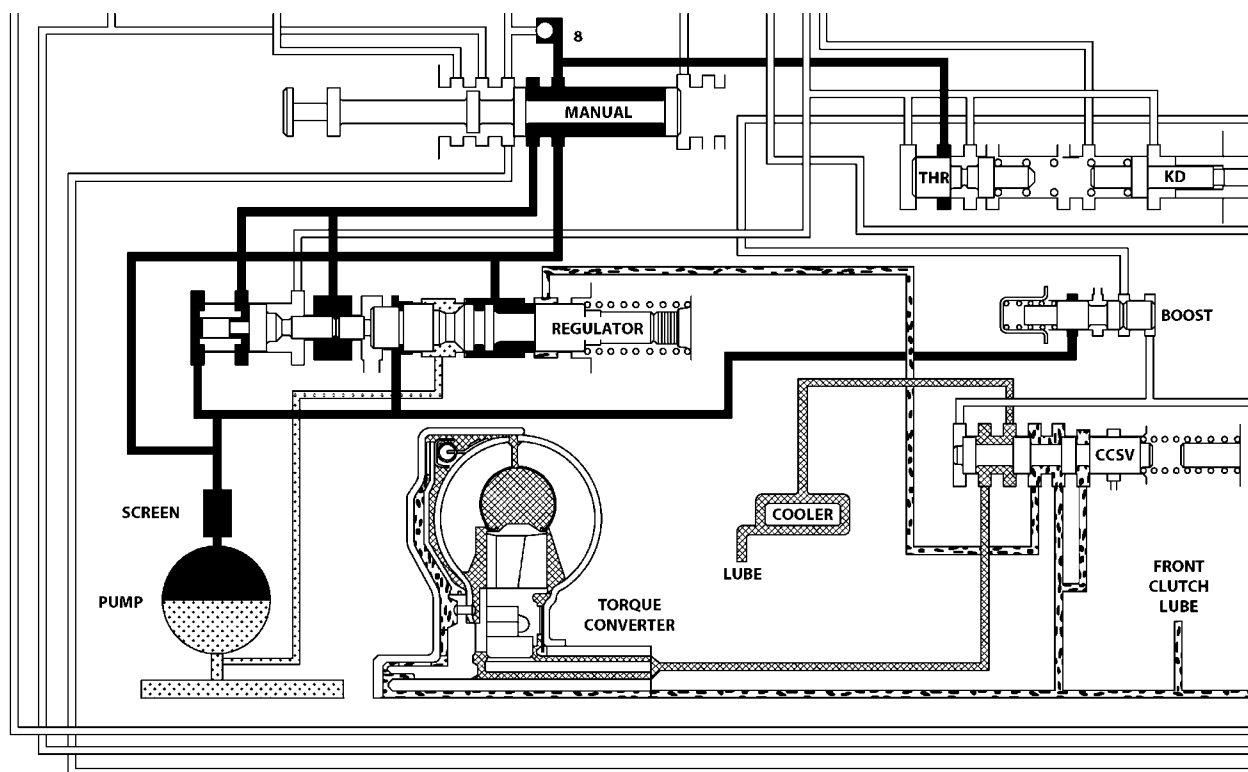 8
MANUAL
THR
KD
REGULATOR
BOOST
CCSV
SCREEN
COOLER
LUBE
PUMP
TORQUE
CONVERTER
FRONT
CLUTCH
LUBE